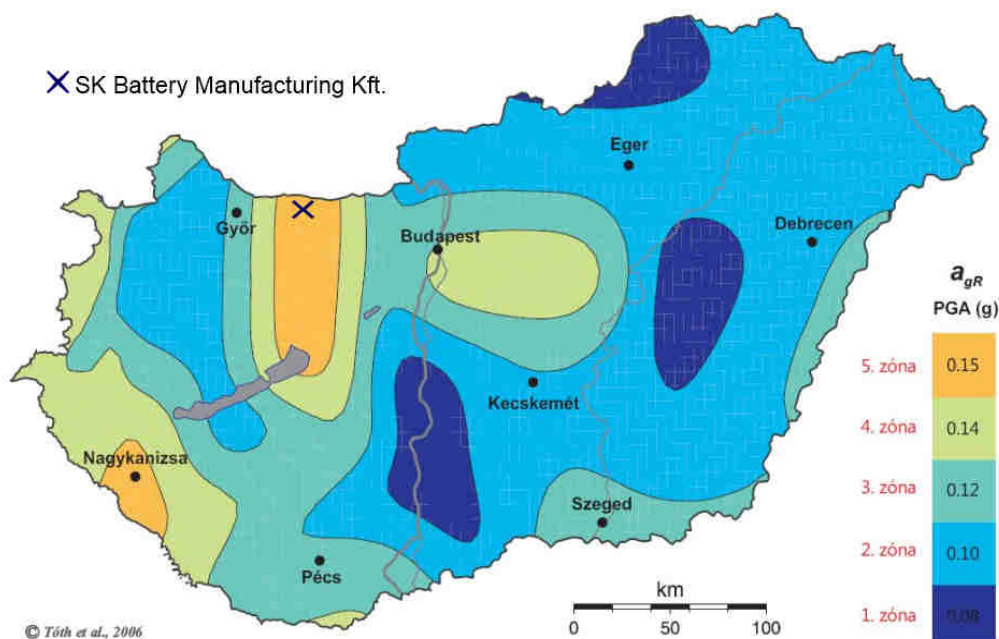 SK Battery Manufacturing Kft.
Eger
Győr
Budapest
Debrecen
a_gR
PGA (g)
5. zóna 0.15
Kecskemét
4. zóna 0.14
Nagykanizsa
3. zóna 0.12
Szeged
2. zóna 0.10
Pécs
km
1. zóna 0.08
0 50 100
© Tóth et al., 2006